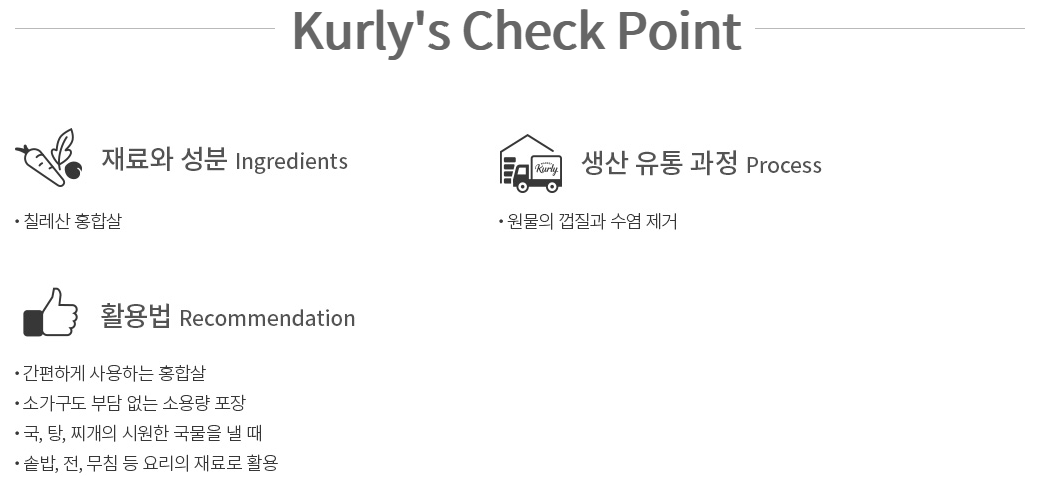 Kurly's Check Point
재료와 성분 Ingredients
• 칠레산 홍합살
Kurly
생산 유통 과정 Process
• 원물의 껍질과 수염 제거
활용법 Recommendation
• 간편하게 사용하는 홍합살
• 소가구도 부담 없는 소용량 포장
• 국, 탕, 찌개의 시원한 국물을 낼 때
• 솥밥, 전, 무침 등 요리의 재료로 활용